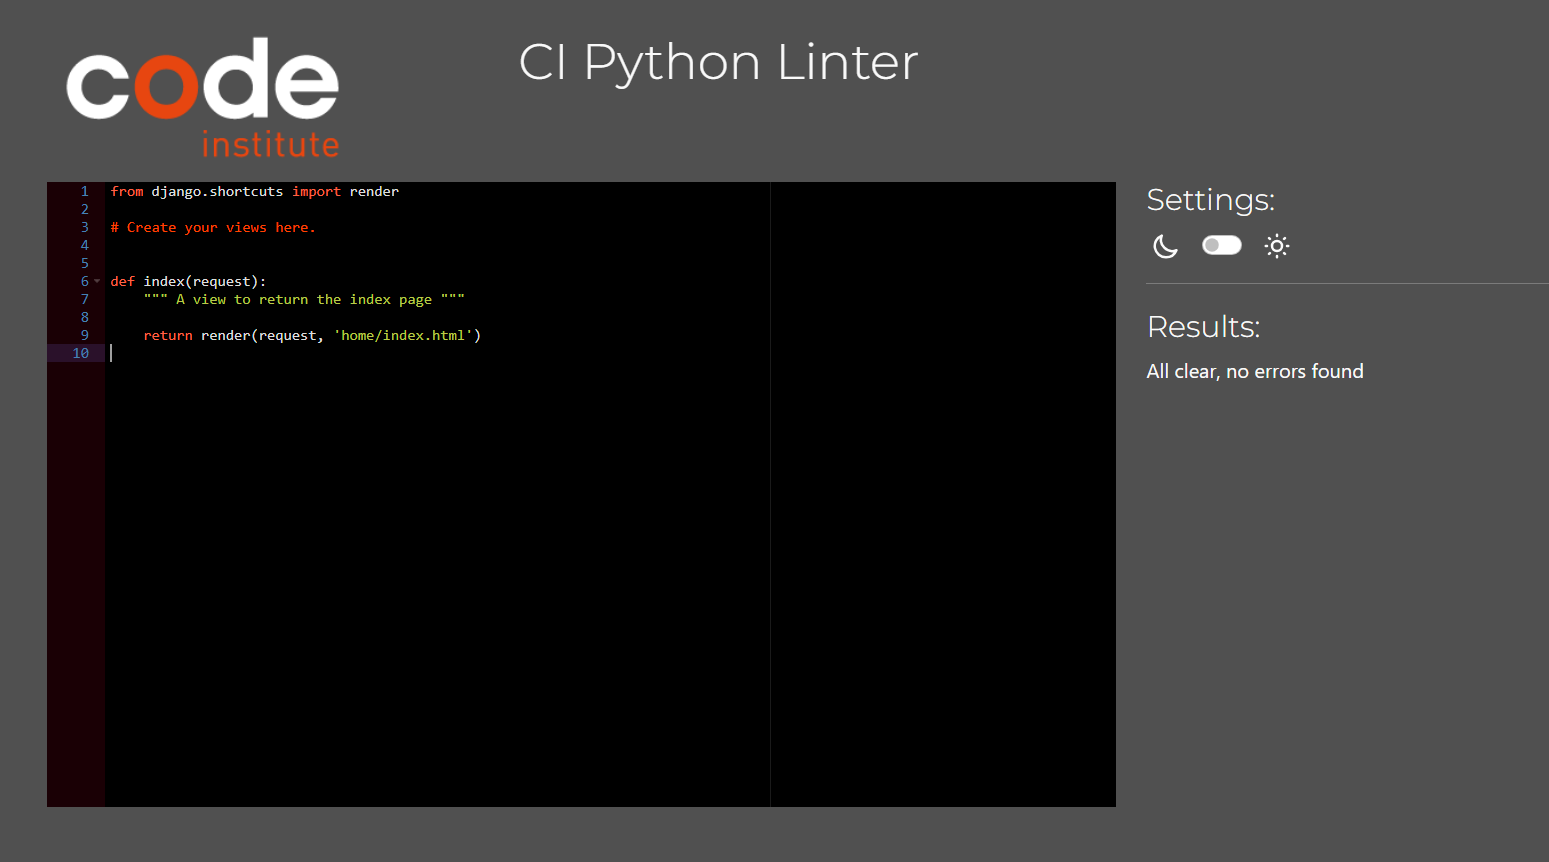 code
institute
CI Python Linter
1 from django.shortcuts import render
2
3 # Create your views here.
4
5
6 def index(request):
7     """ A view to return the index page """
8
9     return render(request, 'home/index.html')
10
Settings:
Results:
All clear, no errors found